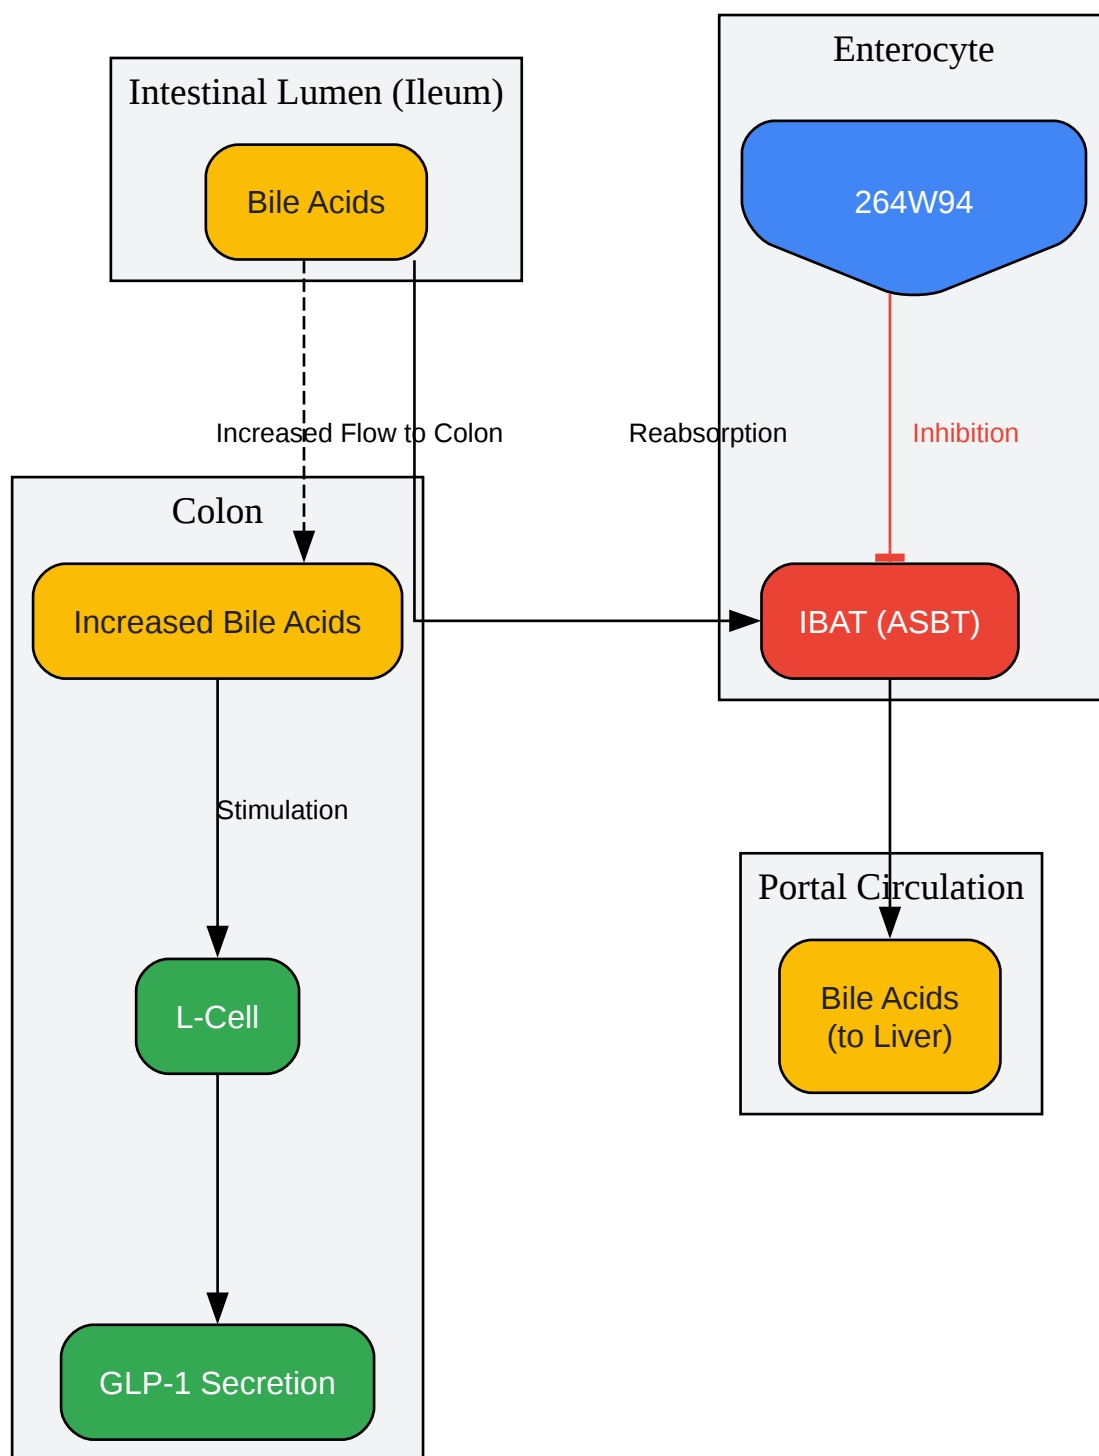 Enterocyte
Intestinal Lumen (Ileum)
Bile Acids
264W94
Increased Flow to Colon
Reabsorption
Inhibition
Colon
Increased Bile Acids
IBAT (ASBT)
Stimulation
Portal Circulation
Bile Acids
(to Liver)
L-Cell
GLP-1 Secretion